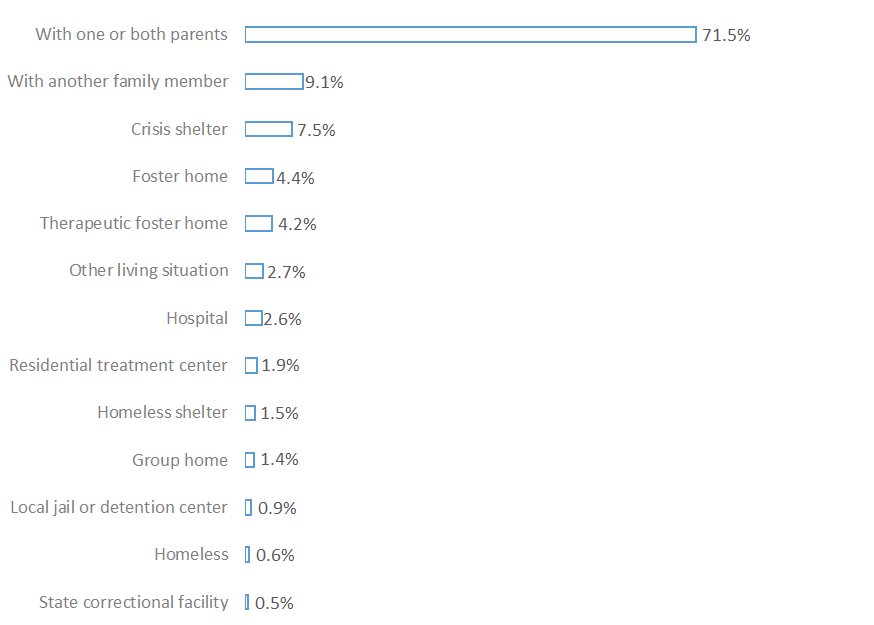 With one or both parents 71.5%
With another family member 9.1%
Crisis shelter 7.5%
Foster home 4.4%
Therapeutic foster home 4.2%
Other living situation 2.7%
Hospital 2.6%
Residential treatment center 1.9%
Homeless shelter 1.5%
Group home 1.4%
Local jail or detention center 0.9%
Homeless 0.6%
State correctional facility 0.5%